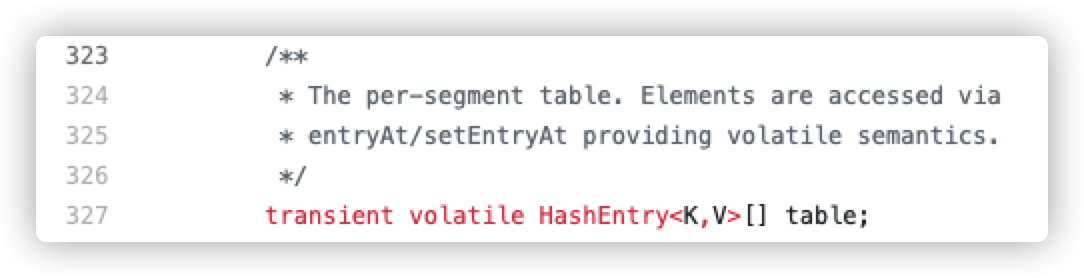 323 /**
324 * The per-segment table. Elements are accessed via
325 * entryAt/setEntryAt providing volatile semantics.
326 */
327 transient volatile HashEntry<K,V>[] table;